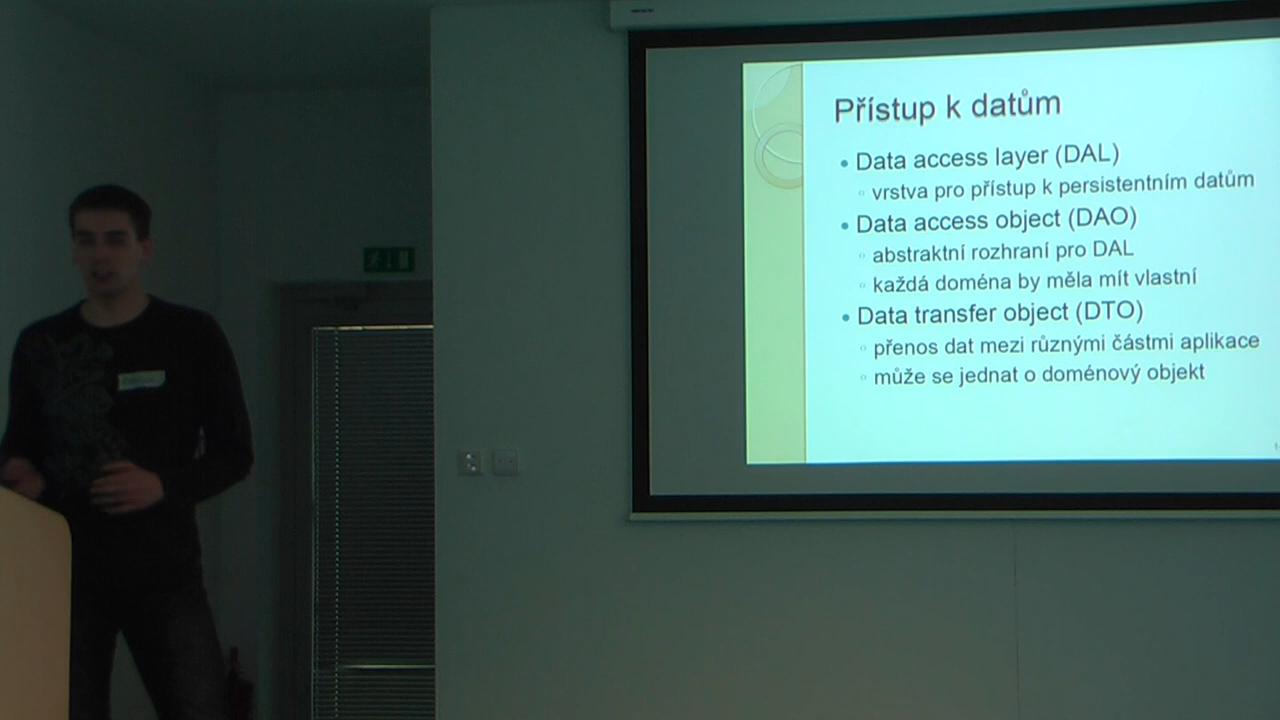 Přístup k datům
Data access layer (DAL)
vrstva pro přístup k persistentním datům
Data access object (DAO)
abstraktní rozhraní pro DAL
každá doména by měla mít vlastní
Data transfer object (DTO)
přenos dat mezi různými částmi aplikace
může se jednat o doménový objekt